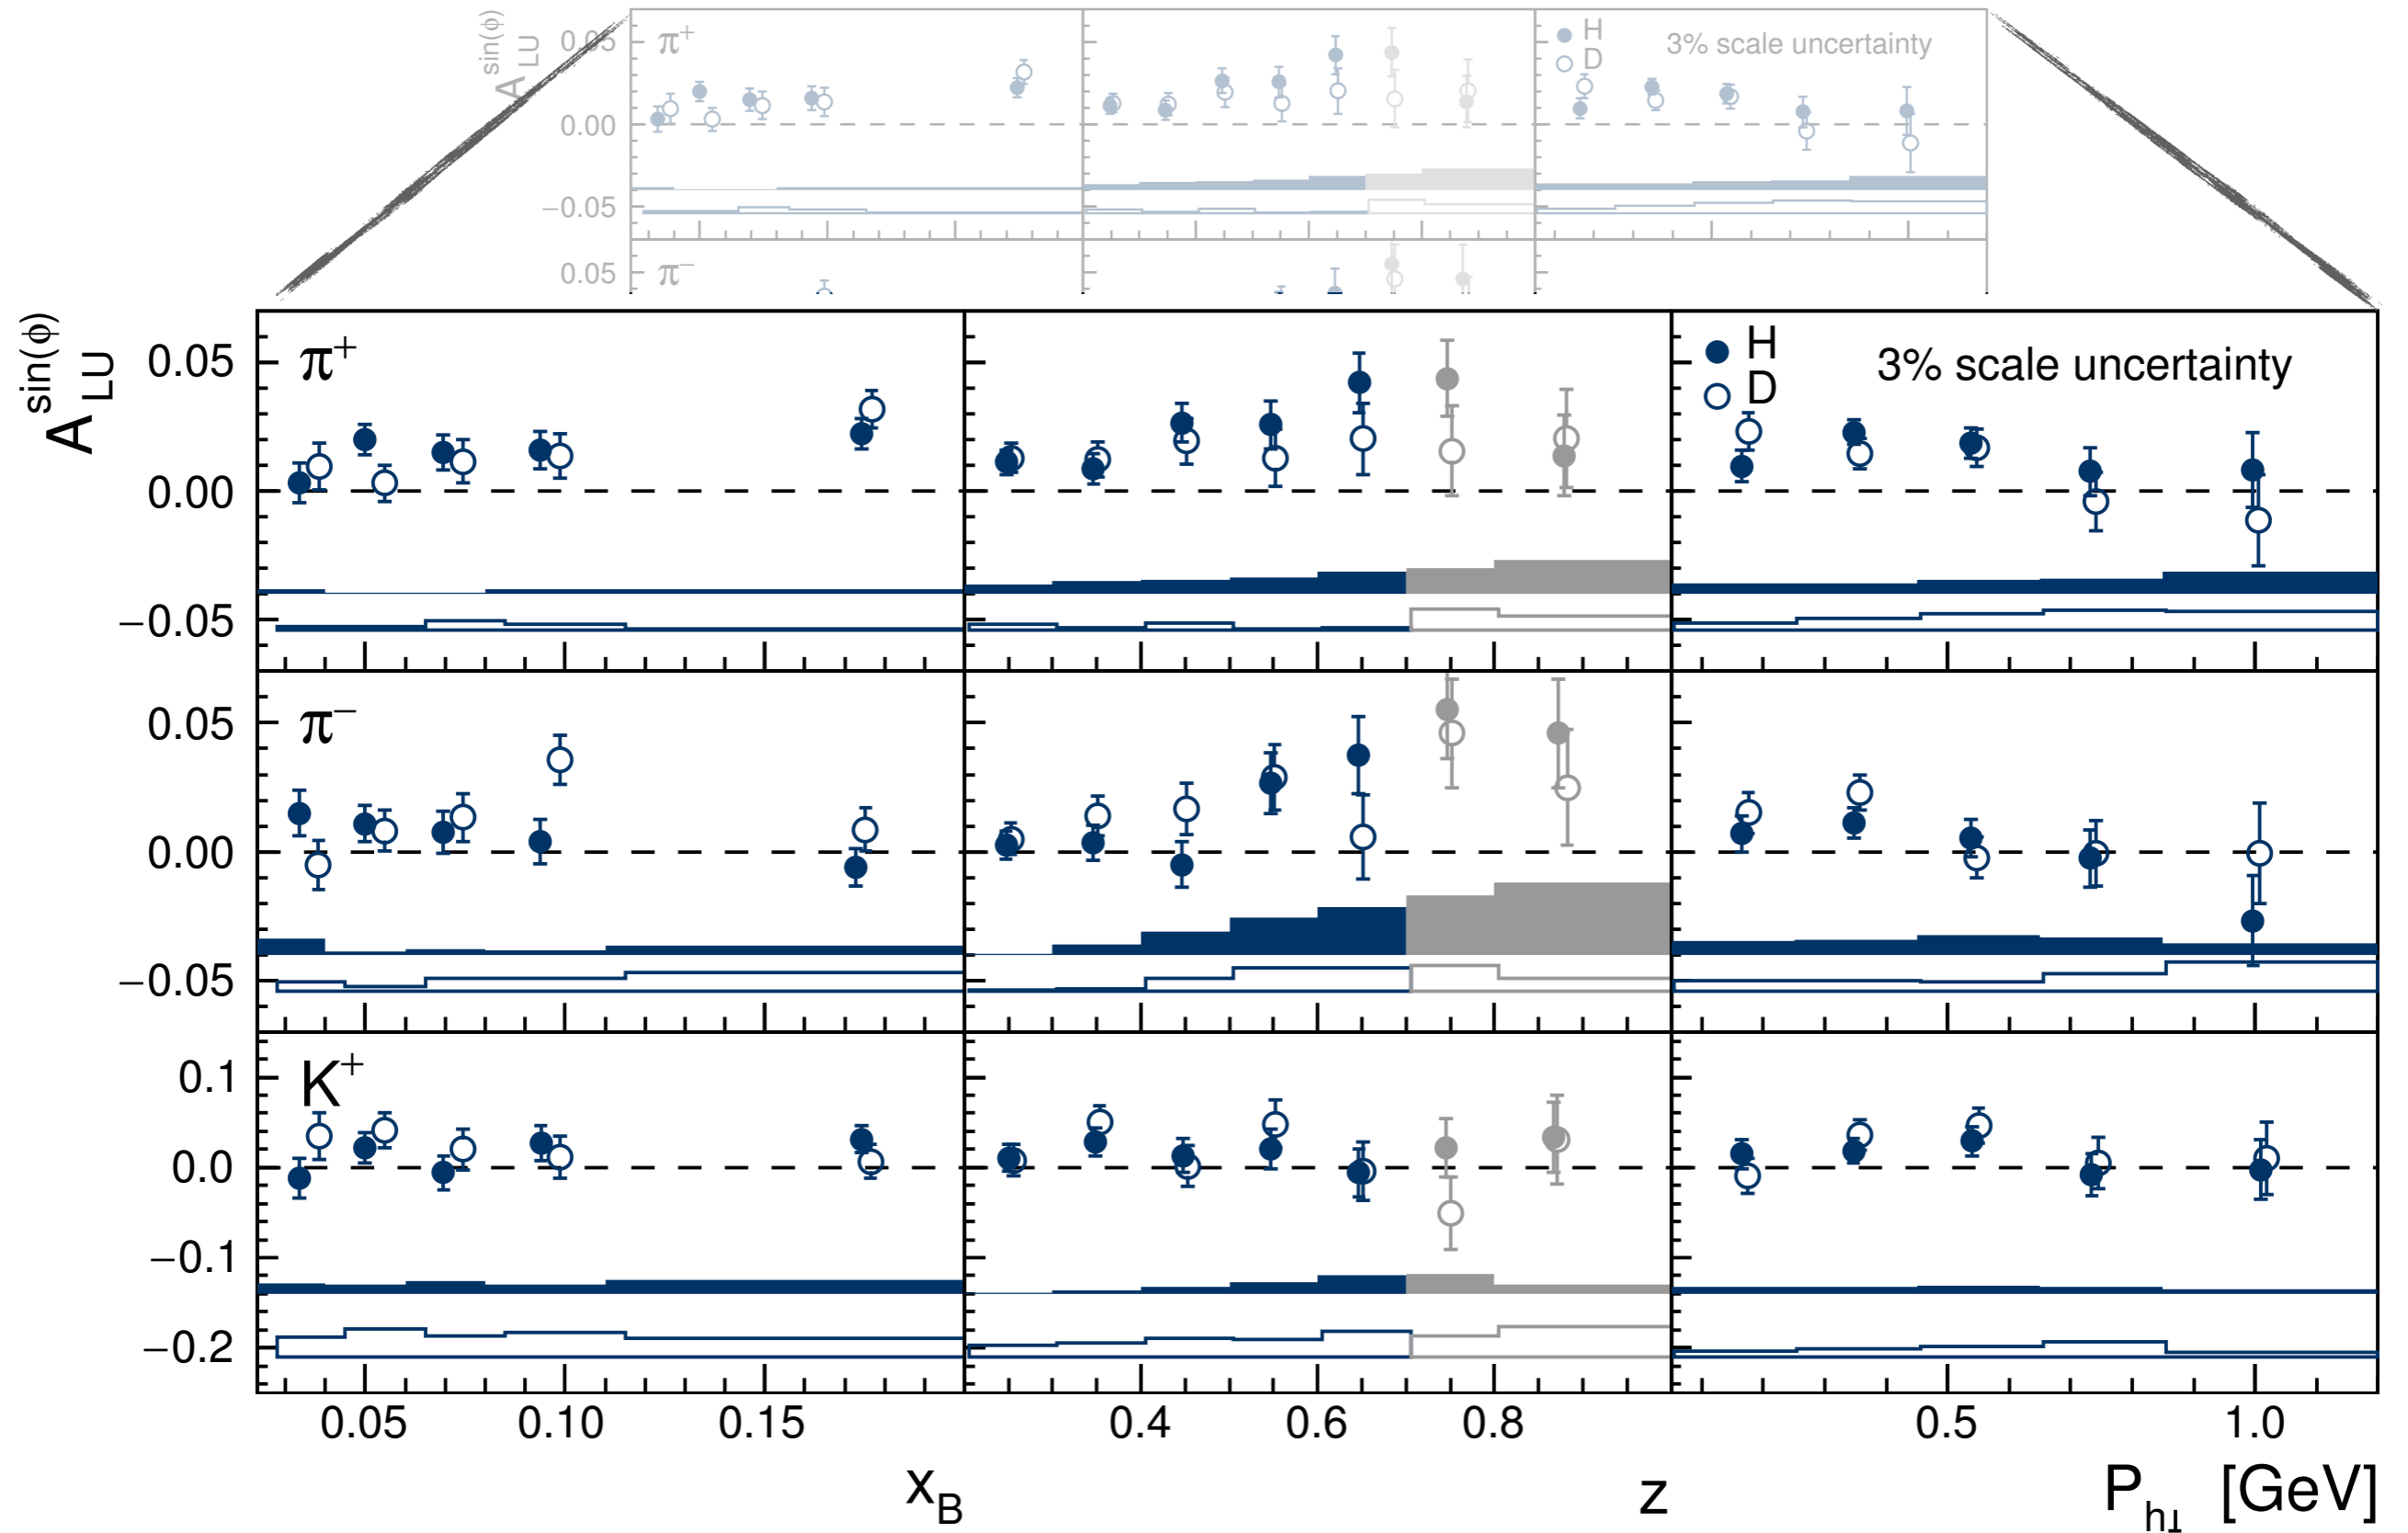 A LU sin(φ)
0.05 π+ H 3% scale uncertainty
D
0.00
−0.05
0.05 π−
A LU sin(φ)
0.05 π+ H 3% scale uncertainty
D
0.00
−0.05
π−
0.05
0.00
−0.05
0.1 K+
0.0
−0.1
−0.2
0.05 0.10 0.15 0.4 0.6 0.8 0.5 1.0
xB z Ph⊥ [GeV]